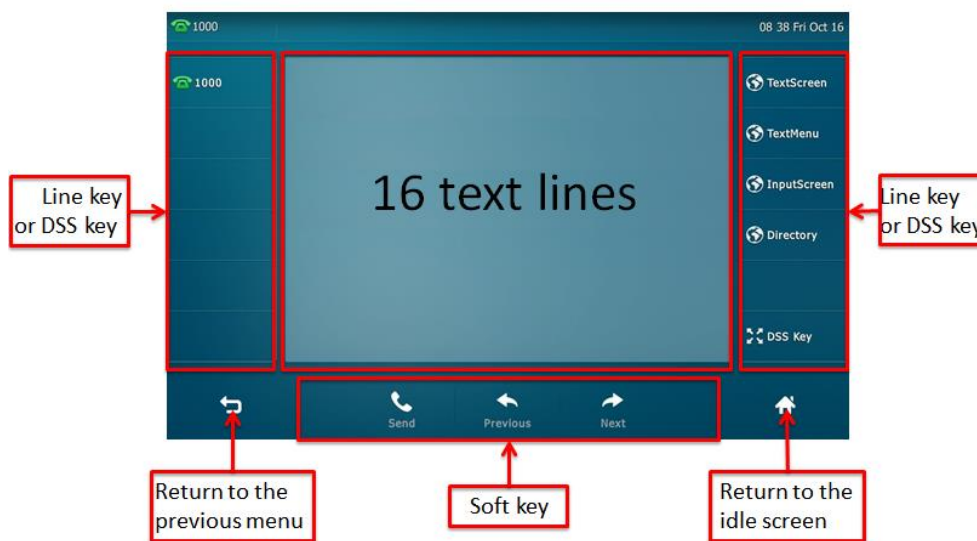 1000
08 38 Fri Oct 16
1000
TextScreen
TextMenu
InputScreen
Directory
DSS Key
16 text lines
Line key
or DSS key
Line key
or DSS key
Send
Previous
Next
Return to the
previous menu
Soft key
Return to the
idle screen